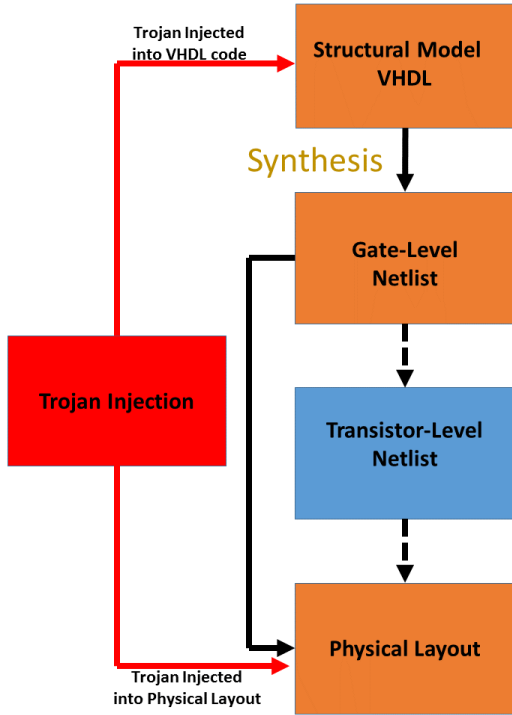 Trojan Injected
into VHDL code
Structural Model
VHDL
Synthesis
Gate-Level
Netlist
Trojan Injection
Transistor-Level
Netlist
Physical Layout
Trojan Injected
into Physical Layout